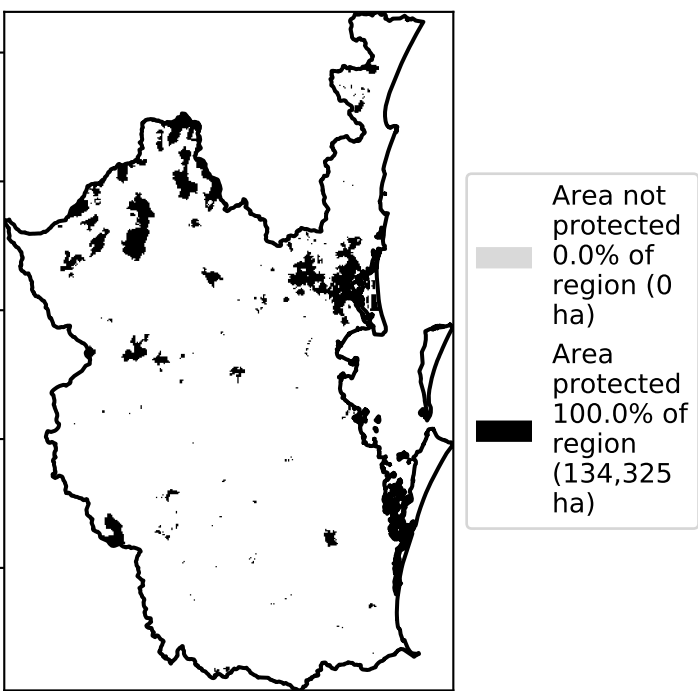 Area not
protected
0.0% of
region (0
ha)
Area
protected
100.0% of
region
(134,325
ha)